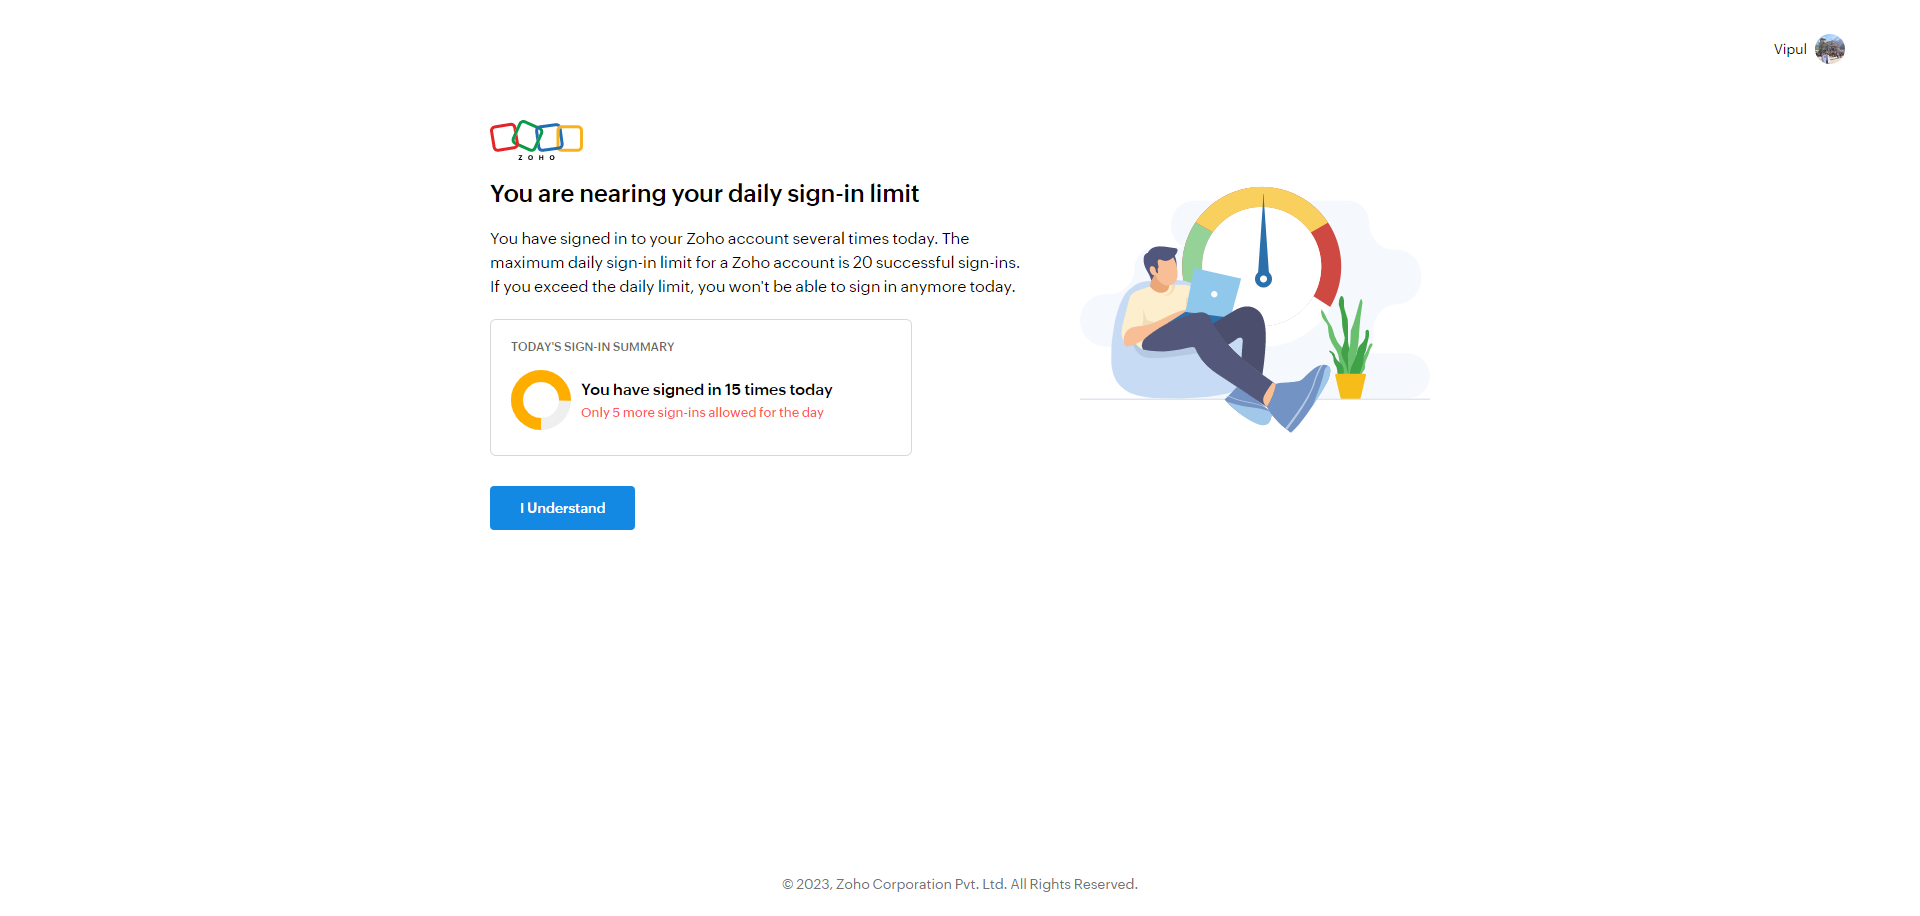 Vipul
ZOHO
You are nearing your daily sign-in limit
You have signed in to your Zoho account several times today. The
maximum daily sign-in limit for a Zoho account is 20 successful sign-ins.
If you exceed the daily limit, you won't be able to sign in anymore today.
TODAY'S SIGN-IN SUMMARY
You have signed in 15 times today
Only 5 more sign-ins allowed for the day
I Understand
© 2023, Zoho Corporation Pvt. Ltd. All Rights Reserved.